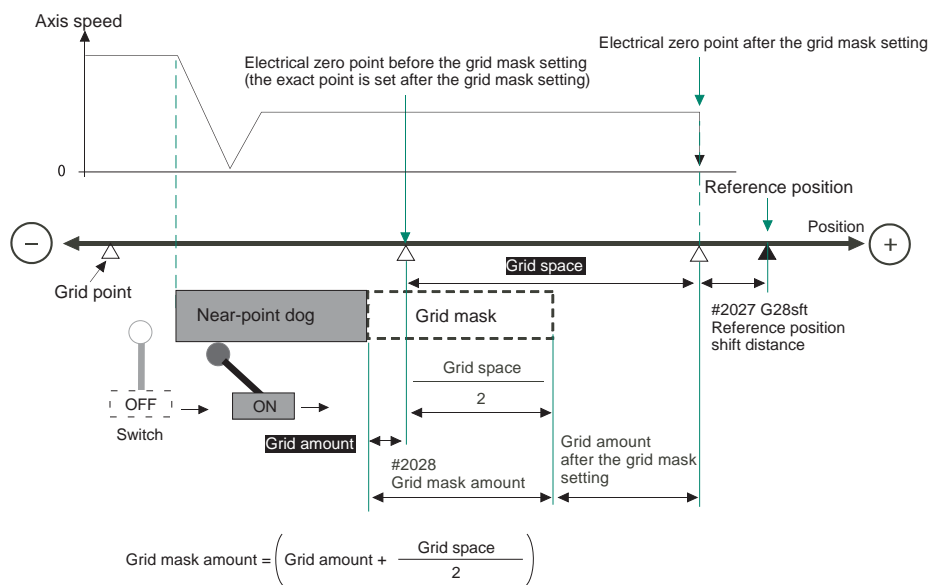 Axis speed
Electrical zero point after the grid mask setting
Electrical zero point before the grid mask setting
(the exact point is set after the grid mask setting)
0
Reference position
Position
−
+
Grid space
Grid point
Near-point dog
Grid mask
#2027 G28sft
Reference position
shift distance
Grid space
2
OFF
ON
Switch
Grid amount
Grid amount
after the grid mask
setting
#2028
Grid mask amount
Grid mask amount = ( Grid amount + Grid space
2 )